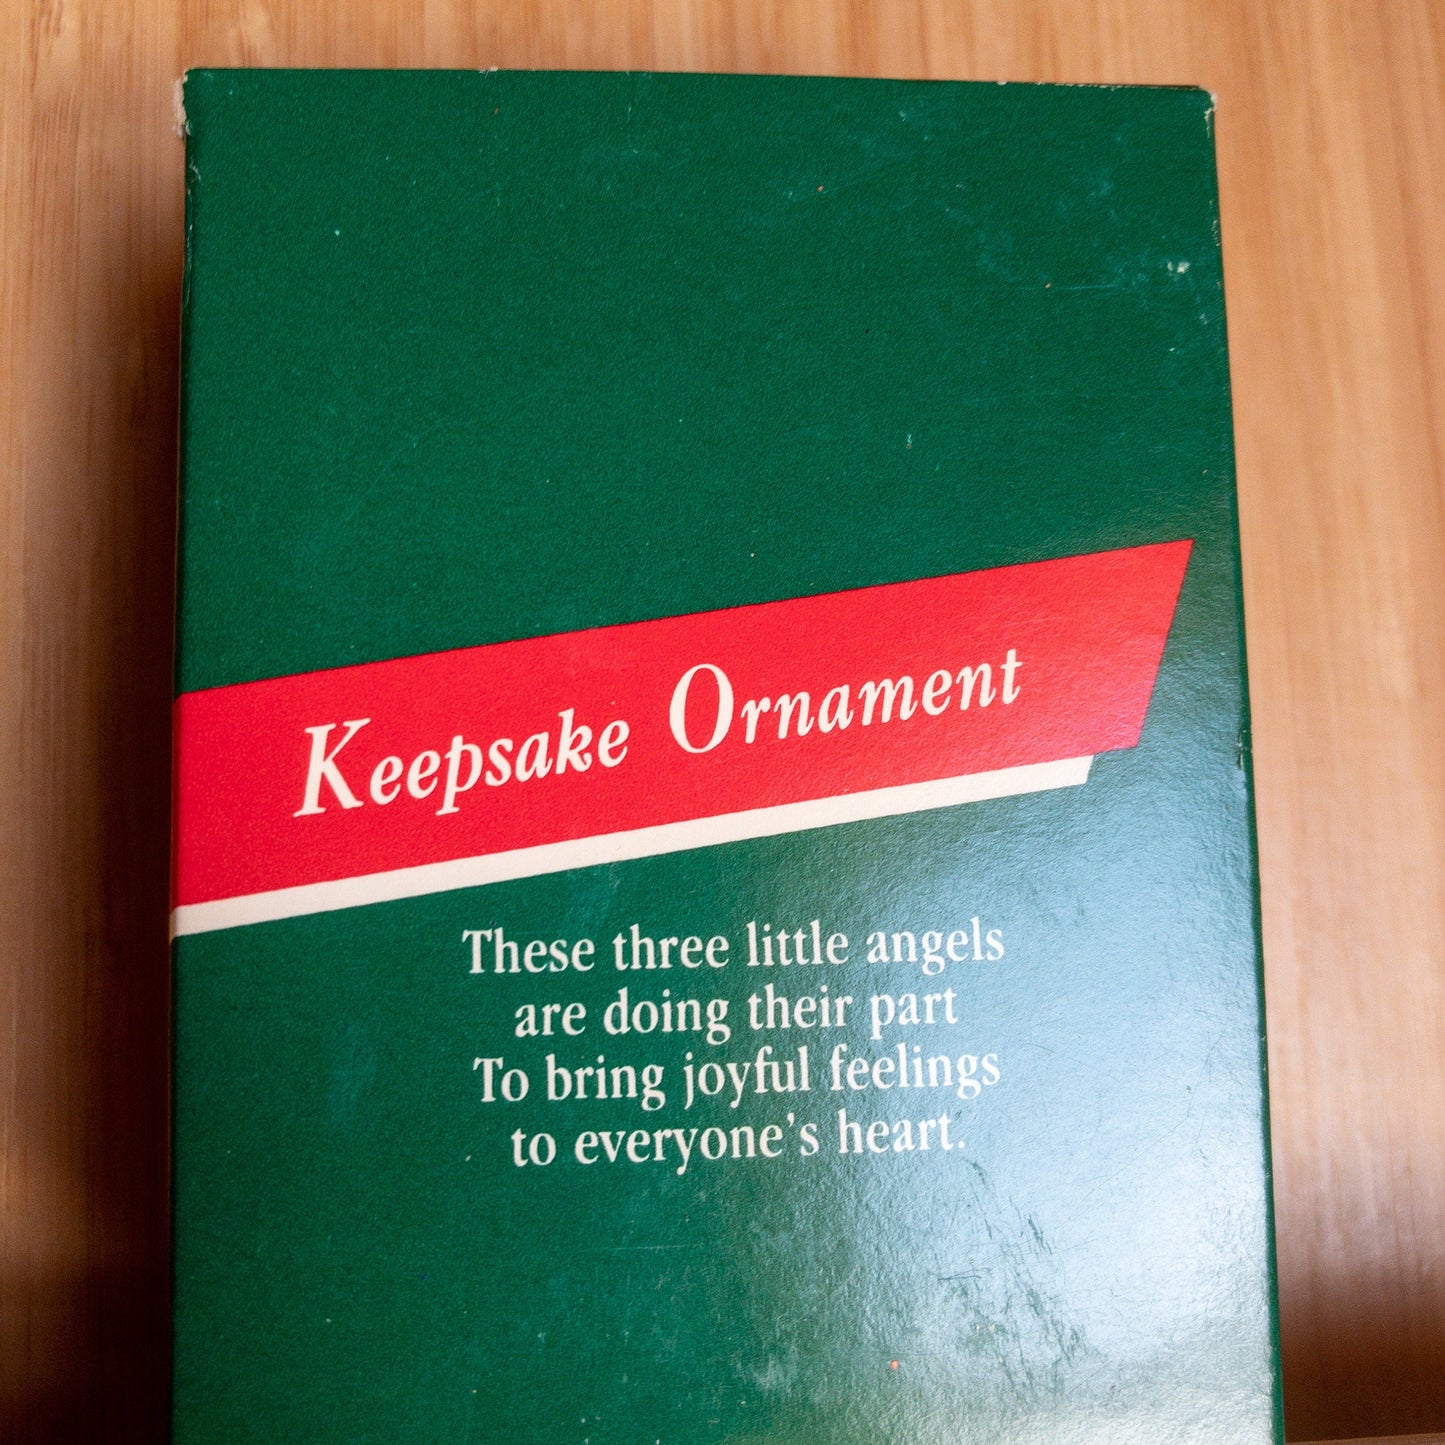 Keepsake Ornament
These three little angels
are doing their part
To bring joyful feelings
to everyone's heart.